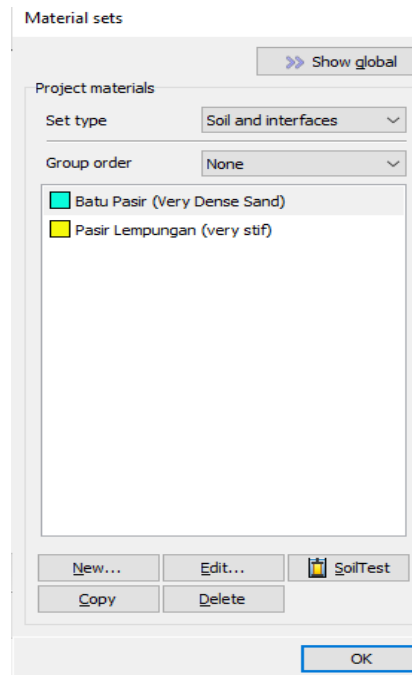 Material sets
Show global
Project materials
Set type Soil and interfaces
Group order None
Batu Pasir (Very Dense Sand)
Pasir Lempungan (very stif)
New... Edit... SoilTest
Copy Delete
OK